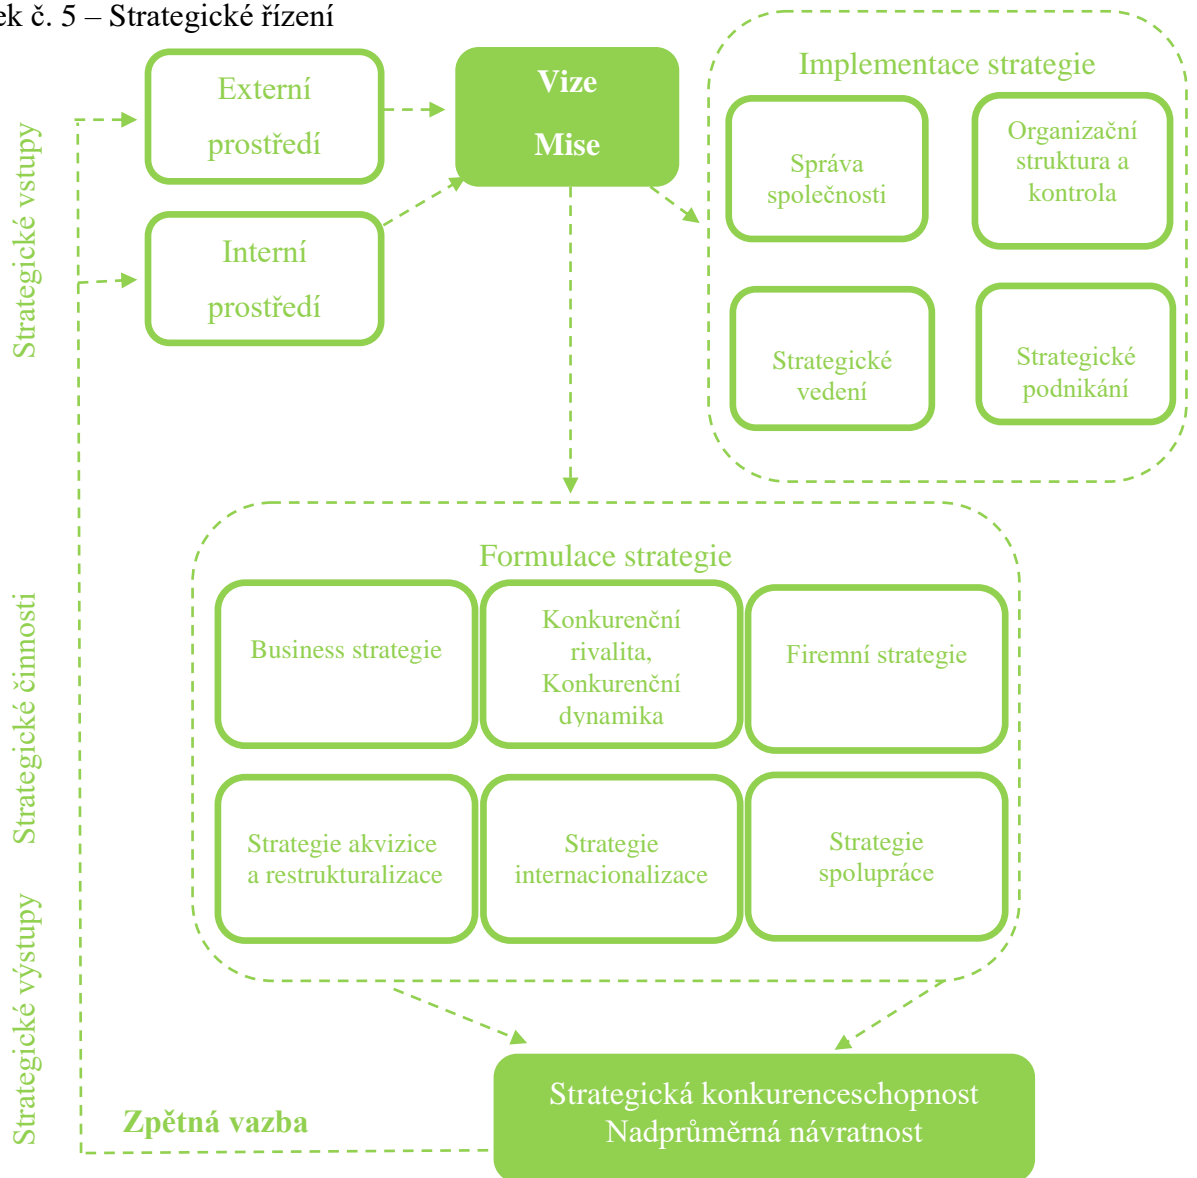 ek č. 5 – Strategické řízení
Strategické vstupy
Externí
prostředí
Interní
prostředí
Vize
Mise
Implementace strategie
Správa
společnosti
Organizační
struktura a
kontrola
Strategické
vedení
Strategické
podnikání
Strategické činnosti
Formulace strategie
Business strategie
Konkurenční
rivalita,
Konkurenční
dynamika
Firemní strategie
Strategie akvizice
a restrukturalizace
Strategie
internacionalizace
Strategie
spolupráce
Strategické výstupy
Strategická konkurenceschopnost
Nadprůměrná návratnost
Zpětná vazba